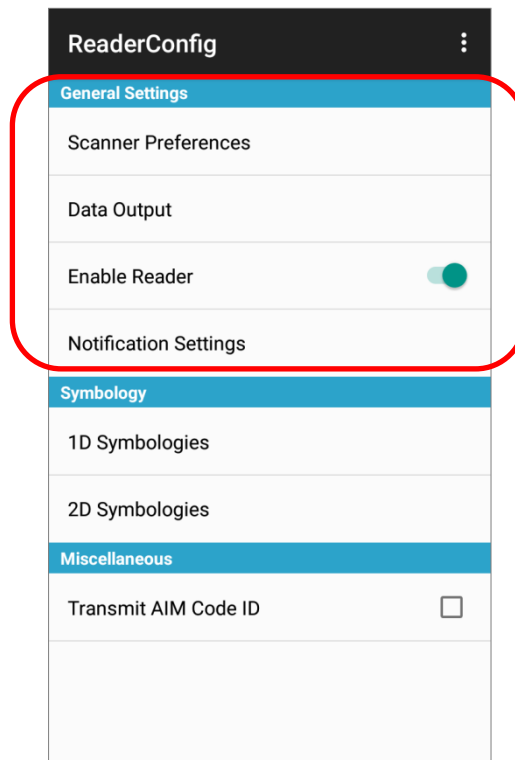 ReaderConfig
General Settings
Scanner Preferences
Data Output
Enable Reader
Notification Settings
Symbology
1D Symbologies
2D Symbologies
Miscellaneous
Transmit AIM Code ID